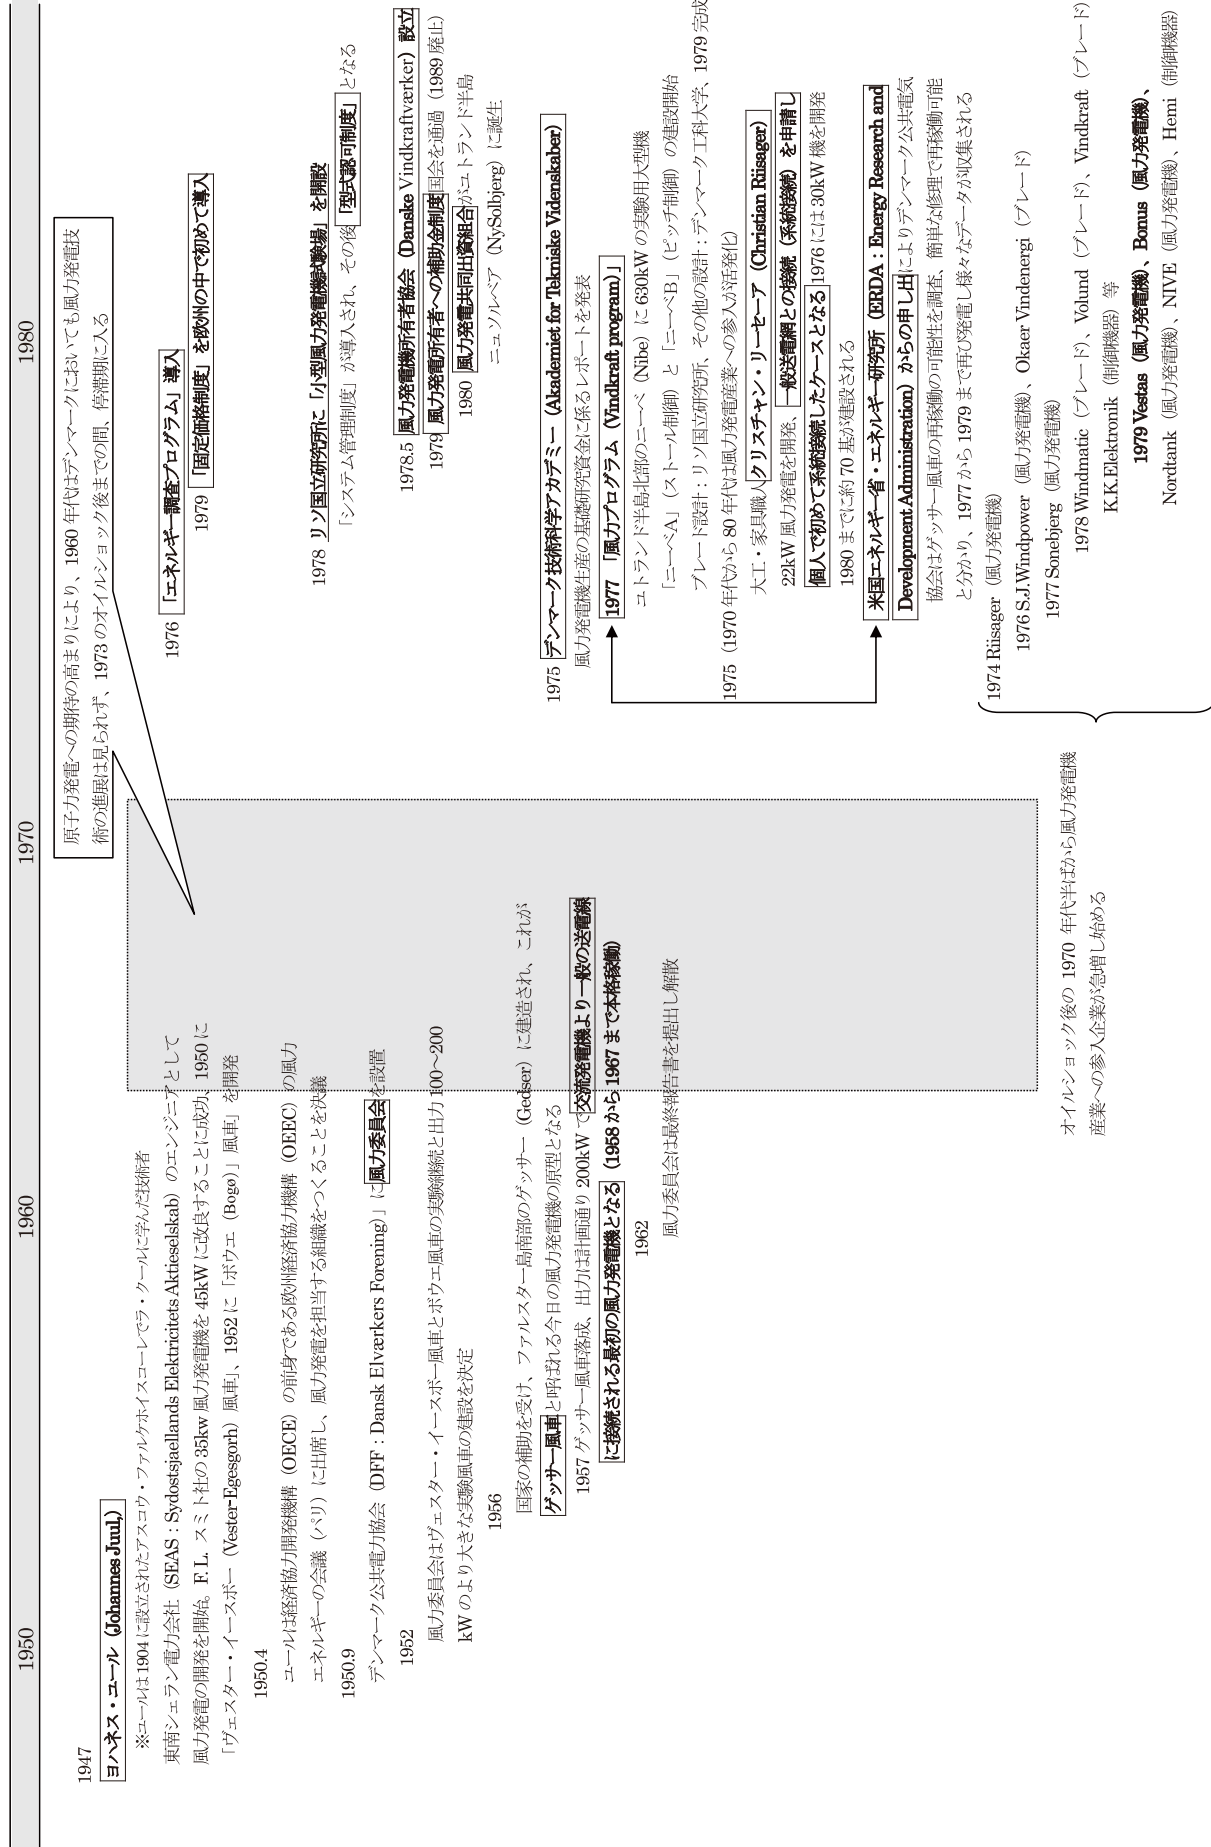 1950
1960
1970
1980
1947
ヨハネス・ユール（Johannes Juul,）
※ユールは1904に設立されたアスコウ・ファルケホイスコーレでラ・クールに学んだ技術者
東南シェラン電力会社（SEAS：Sydostsjaellands Elektricitets Aktieselskab）のエンジニアとして
風力発電の開発を開始。F.L. スミト社の35kw風力発電機を45kWに改良することに成功、1950に
「ヴェスター・イースボー（Vester-Egesgorh）風車」、1952に「ボウェ（Bogø）」風車」を開発
1950.4
ユールは経済協力開発機構（OECE）の前身である欧州経済協力機構（OEEC）の風力
エネルギーの会議（パリ）に出席し、風力発電を担当する組織をつくることを決議
1950.9
デンマーク公共電力協会（DFF：Dansk Elværkers Forening）」に風力委員会を設置
1952
風力委員会はヴェスター・イースボー風車とボウエ風車の実験継続と出力100～200
kWのより大きな実験風車の建設を決定
1956
国家の補助を受け、ファルスター島南部のゲッサー（Gedser）に建造され、これが
ゲッサー風車と呼ばれる今日の風力発電機の原型となる
1957 ゲッサー風車落成、出力は計画通り200kWで交流発電機より一般の送電線
に接続される最初の風力発電機となる（1958から1967まで本格稼働）
1962
風力委員会は最終報告書を提出し解散
原子力発電への期待の高まりにより、1960年代はデンマークにおいても風力発電技
術の進展は見られず、1973のオイルショック後までの間、停滞期に入る
1976「エネルギー調査プログラム」導入
1979「固定価格制度」を欧州の中で初めて導入
1978 リソ国立研究所に「小型風力発電機試験場」を開設
「システム管理制度」が導入され、その後「型式認可制度」となる
1978.5 風力発電機所有者協会（Danske Vindkraftværker）設立
1979 風力発電所有者への補助金制度国会を通過（1989廃止）
1980 風力発電共同出資組合がユトランド半島
ニュソルベア（NySolbjerg）に誕生
1975 デンマーク技術科学アカデミー（Akademiet for Tekniske Videnskaber）
風力発電機生産の基礎研究資金に係るレポートを発表
1977 「風力プログラム（Vindkraft program）」
ユトランド半島北部のニーベ（Nibe）に630kWの実験用大型機
「ニーベA」（ストール制御）と「ニーベB」（ピッチ制御）の建設開始
ブレード設計：リソ国立研究所、その他の設計：デンマーク工科大学、1979完成
1975（1970年代から80年代は風力発電産業への参入が活発化）
大工・家具職人クリスチャン・リーセーア（Christian Riisager）
22kW風力発電を開発、一般送電網との接続（系統接続）を申請し
個人で初めて系統接続したケースとなる1976には30kW機を開発
1980までに約70基が建設される
米国エネルギー省・エネルギー研究所（ERDA：Energy Research and
Development Administration）からの申し出によりデンマーク公共電気
協会はゲッサー風車の再稼働の可能性を調査、簡単な修理で再稼働可能
と分かり、1977から1979まで再び発電し様々なデータが収集される
オイルショック後の1970年代半ばから風力発電機
産業への参入企業が急増し始める
1974 Riisager（風力発電機）
1976 S.J.Windpower（風力発電機）、Okaer Vindenergi（ブレード）
1977 Sonebjerg（風力発電機）
1978 Windmatic（ブレード）、Volund（ブレード）、Vindkraft（ブレード）
K.K.Elektronik（制御機器）等
1979 Vestas（風力発電機）、Bonus（風力発電機）、
Nordtank（風力発電機）、NIVE（風力発電機）、Hemi（制御機器）